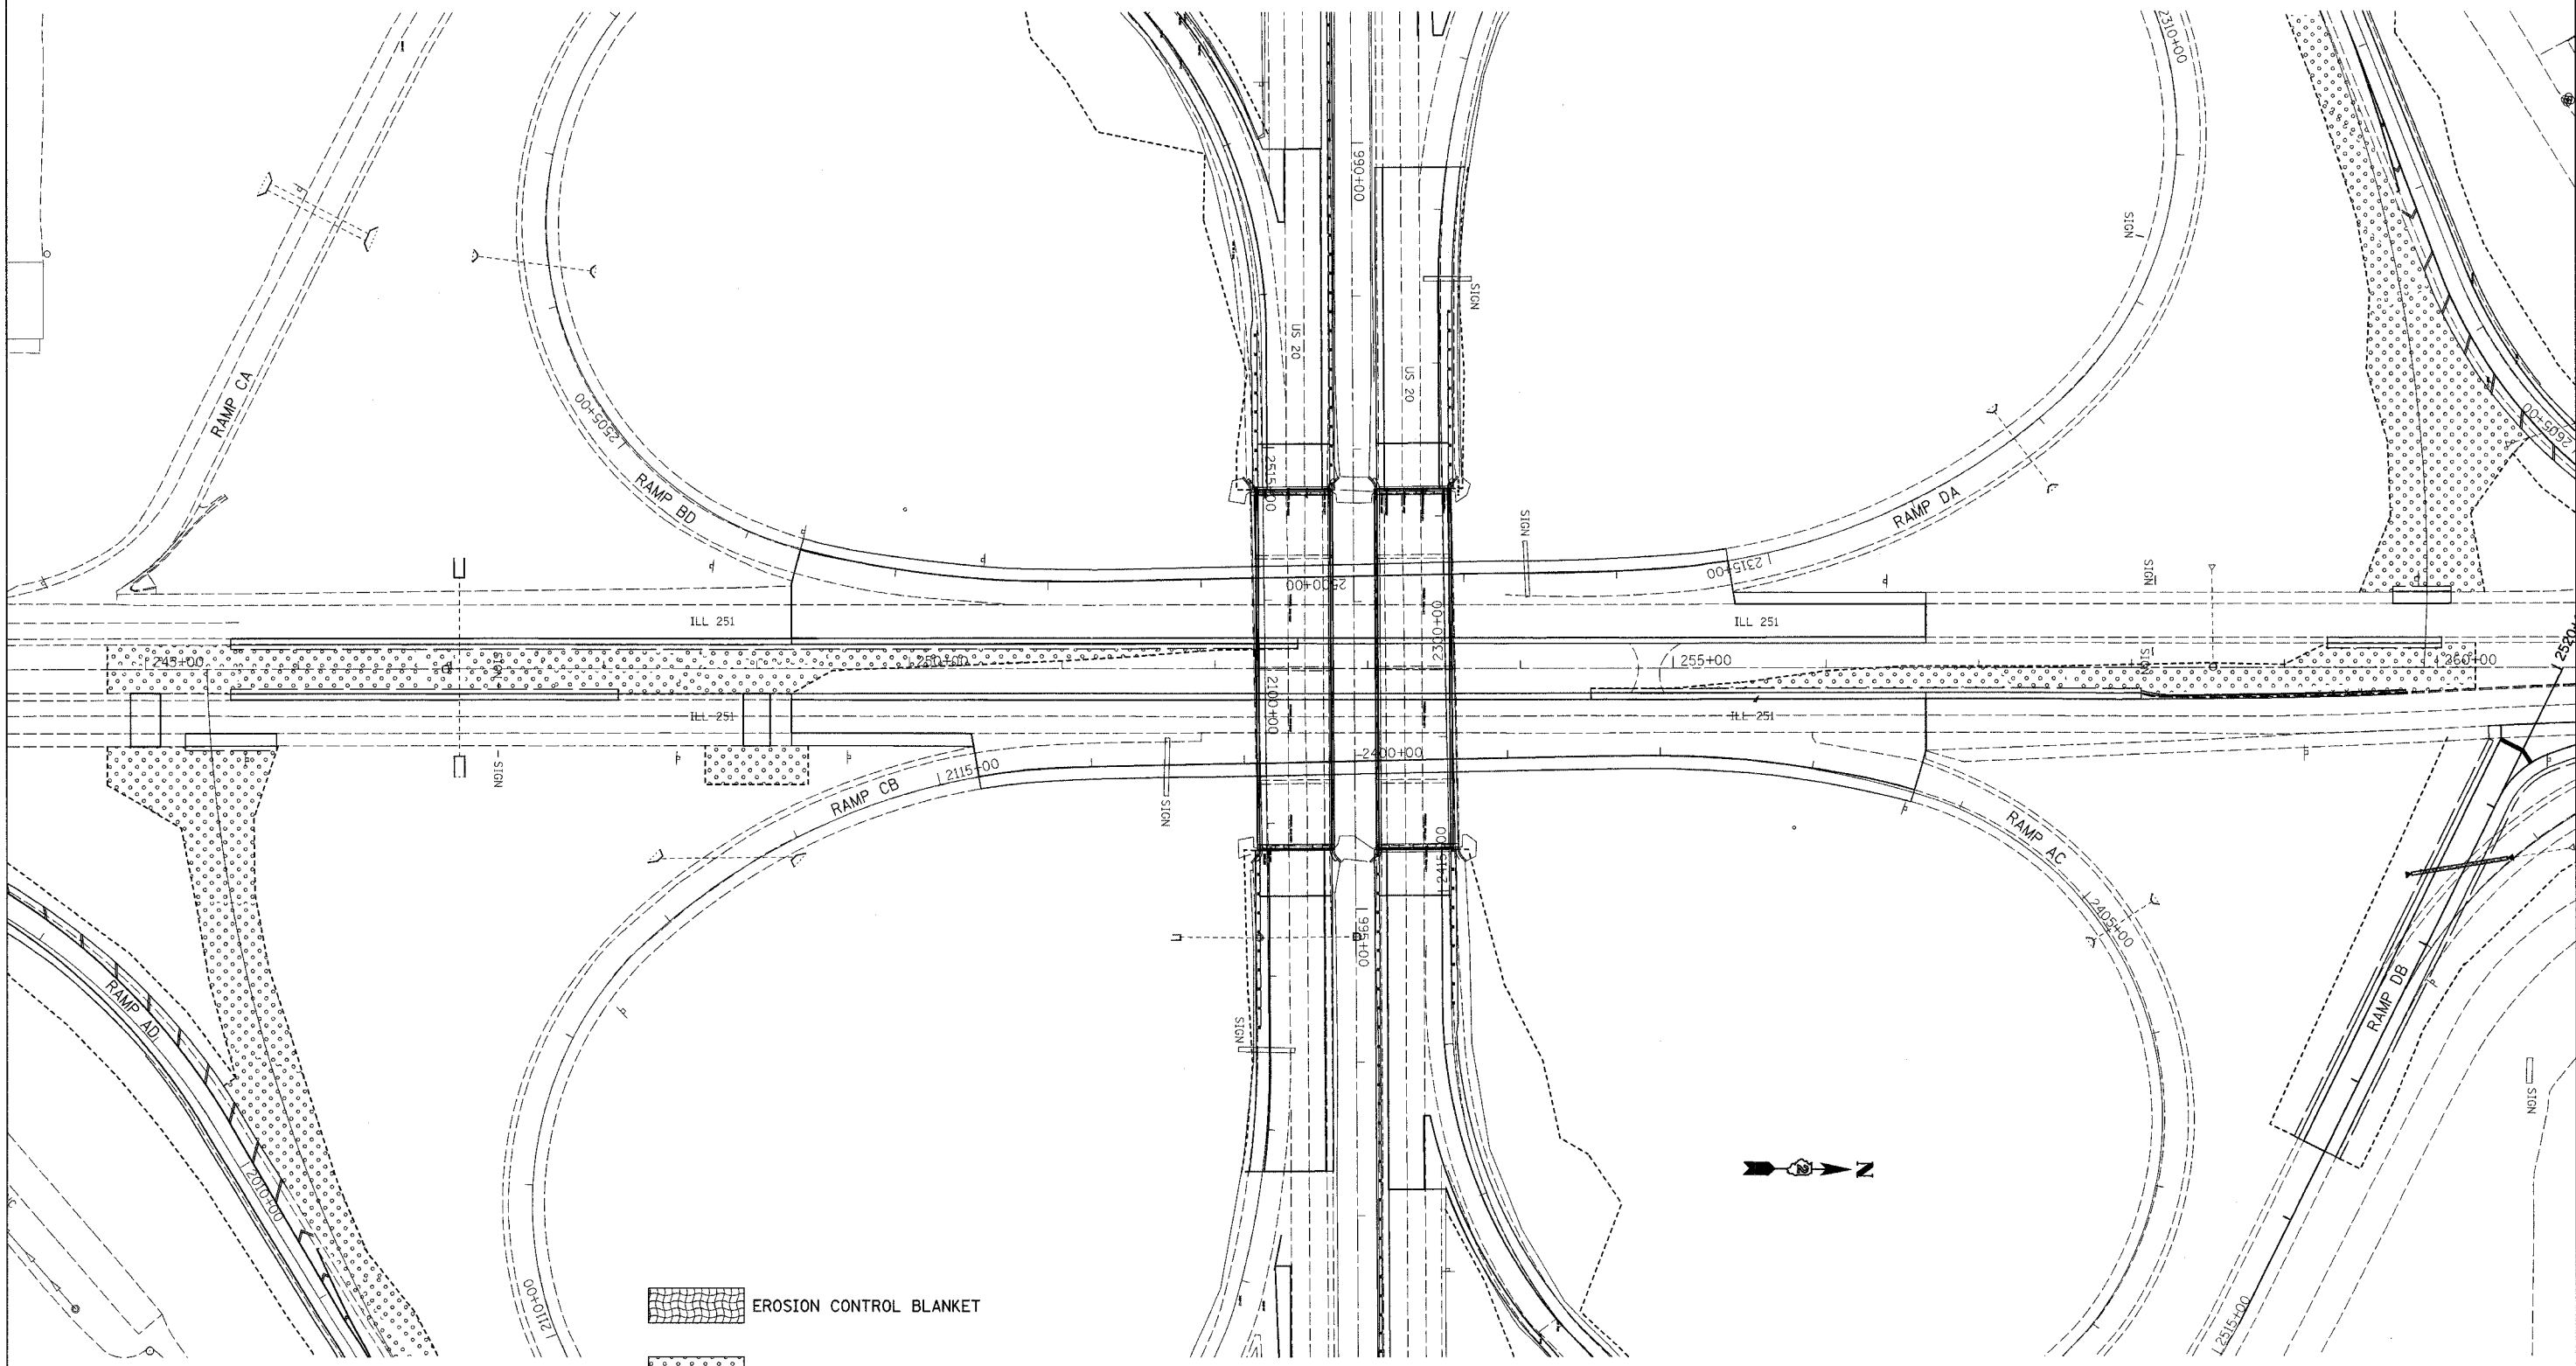 2310+00
990+00
SIGN
SIGN
US 20
US 20
RAMP CA
2505+00
2605+00
RAMP BD
2515+00
RAMP DA
SIGN
2500+00
2315+00
SIGN
ILL 251
2300+00
ILL 251
245+00
SIGN
250+00
255+00
SIGN
260+00
2520
2100+00
ILL 251
ILL 251
2400+00
SIGN
2115+00
RAMP CB
SIGN
RAMP AC
2415+00
2405+00
995+00
RAMP AD
RAMP DB
SIGN
SIGN
2010+00
N
2110+00
EROSION CONTROL BLANKET
2515+00